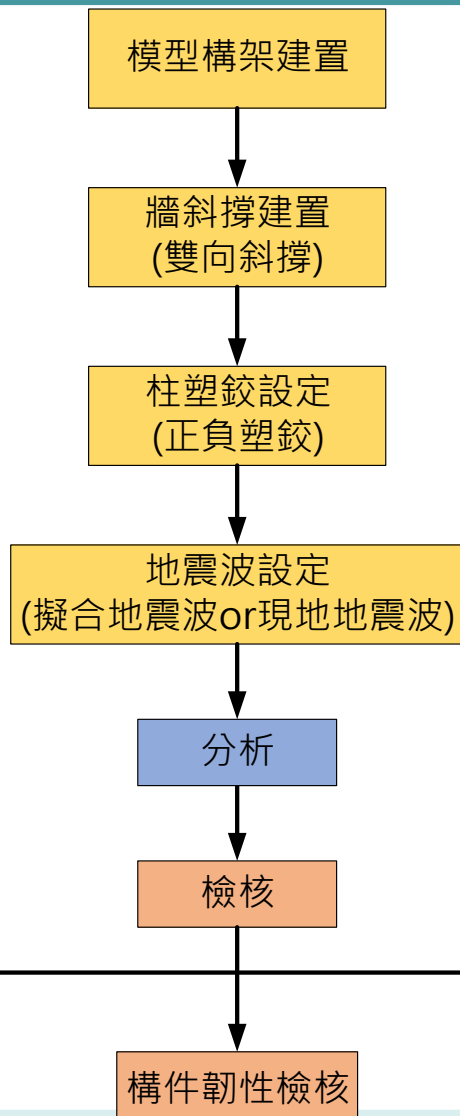 模型構架建置
牆斜撐建置
(雙向斜撐)
柱塑鉸設定
(正負塑鉸)
地震波設定
(擬合地震波or現地地震波)
分析
檢核
構件韌性檢核